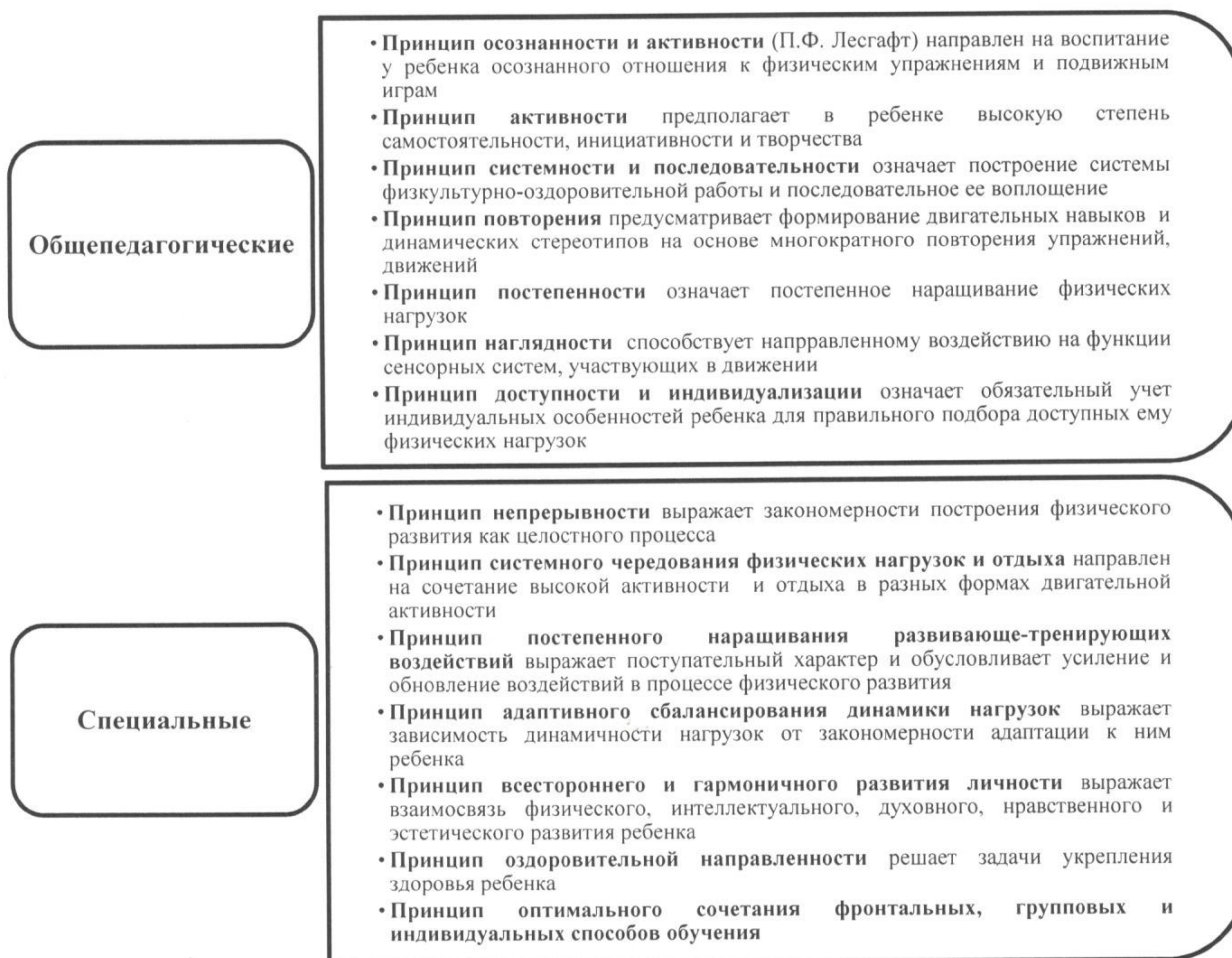 Общепедагогические
• Принцип осознанности и активности (П.Ф. Лесгафт) направлен на воспитание
у ребенка осознанного отношения к физическим упражнениям и подвижным
играм
• Принцип активности предполагает в ребенке высокую степень
самостоятельности, инициативности и творчества
• Принцип системности и последовательности означает построение системы
физкультурно-оздоровительной работы и последовательное ее воплощение
• Принцип повторения предусматривает формирование двигательных навыков и
динамических стереотипов на основе многократного повторения упражнений,
движений
• Принцип постепенности означает постепенное наращивание физических
нагрузок
• Принцип наглядности способствует напрравленному воздействию на функции
сенсорных систем, участвующих в движении
• Принцип доступности и индивидуализации означает обязательный учет
индивидуальных особенностей ребенка для правильного подбора доступных ему
физических нагрузок
Специальные
• Принцип непрерывности выражает закономерности построения физического
развития как целостного процесса
• Принцип системного чередования физических нагрузок и отдыха направлен
на сочетание высокой активности и отдыха в разных формах двигательной
активности
• Принцип постепенного наращивания развивающе-тренирующих
воздействий выражает поступательный характер и обусловливает усиление и
обновление воздействий в процессе физического развития
• Принцип адаптивного сбалансирования динамики нагрузок выражает
зависимость динамичности нагрузок от закономерности адаптации к ним
ребенка
• Принцип всестороннего и гармоничного развития личности выражает
взаимосвязь физического, интеллектуального, духовного, нравственного и
эстетического развития ребенка
• Принцип оздоровительной направленности решает задачи укрепления
здоровья ребенка
• Принцип оптимального сочетания фронтальных, групповых и
индивидуальных способов обучения